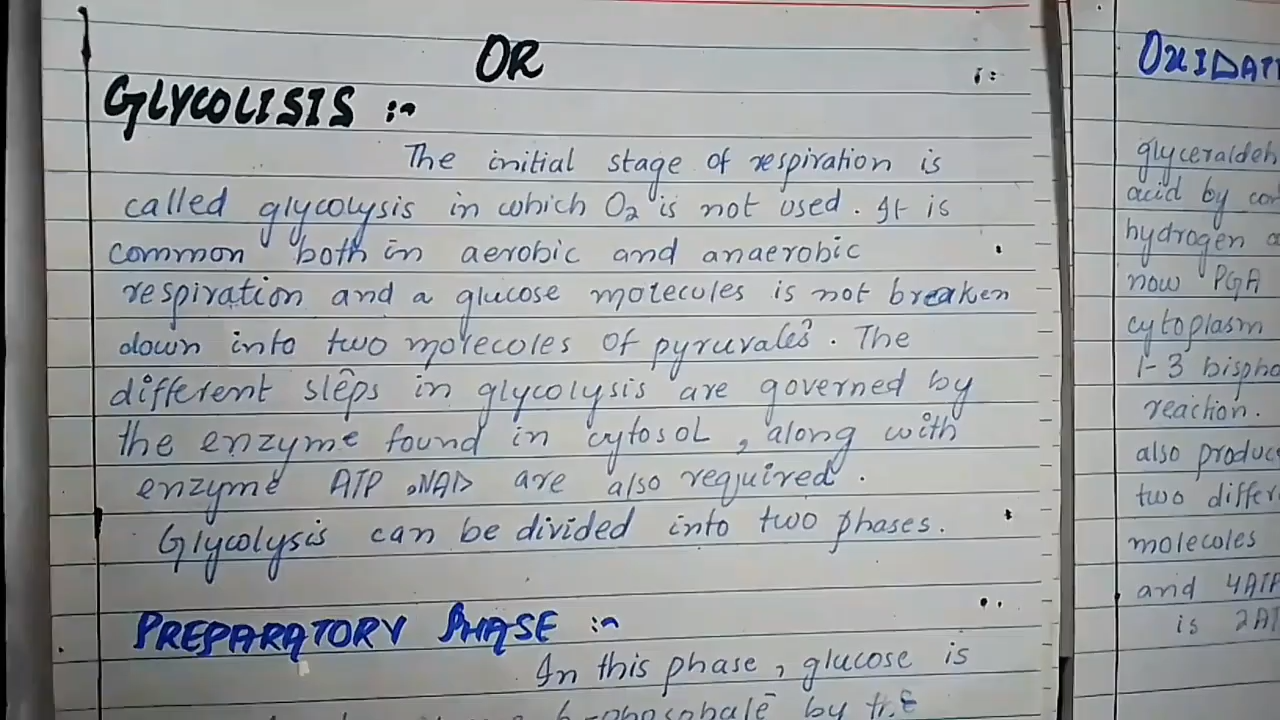 OR
GLYCOLISIS :-
The initial stage of respiration is
called glycolysis in which O2 is not used. It is
common both in aerobic and anaerobic
respiration and a glucose molecules is not breaken
down into two molecoles of pyruvates. The
different steps in glycolysis are governed by
the enzyme found in cytosol, along with
enzyme ATP, NAD are also required.
Glycolysis can be divided into two phases.
PREPARATORY PHASE :-
In this phase, glucose is
6-phosphate by
OXIDAT
glyceraldeh
acid by con
hydrogen
now PGA
cytoplasm
1-3 bispho
reaction.
also produc
two differ
molecoles
and 4ATP
is 2AT